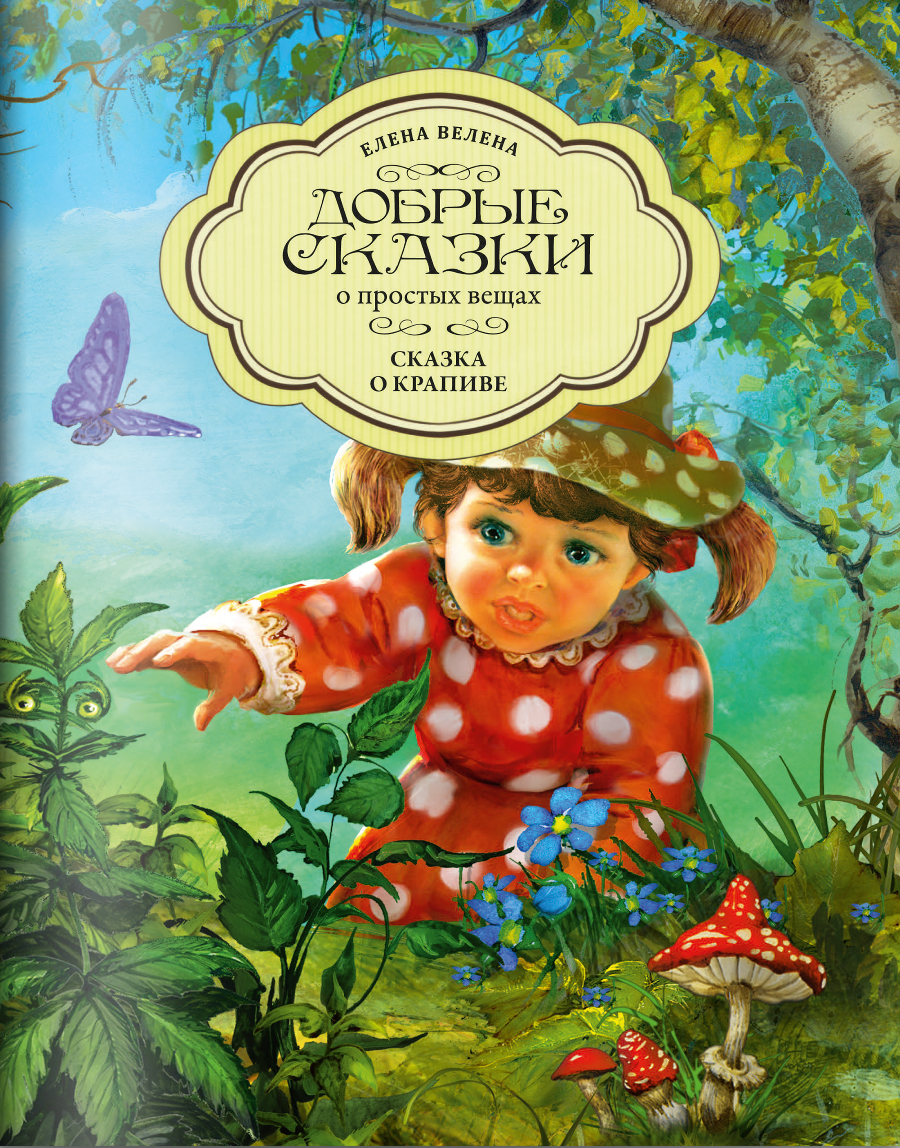 ЕЛЕНА ВЕЛЕНА
ДОБРЫЕ
СКАЗКИ
о простых вещах
СКАЗКА
О КРАПИВЕ